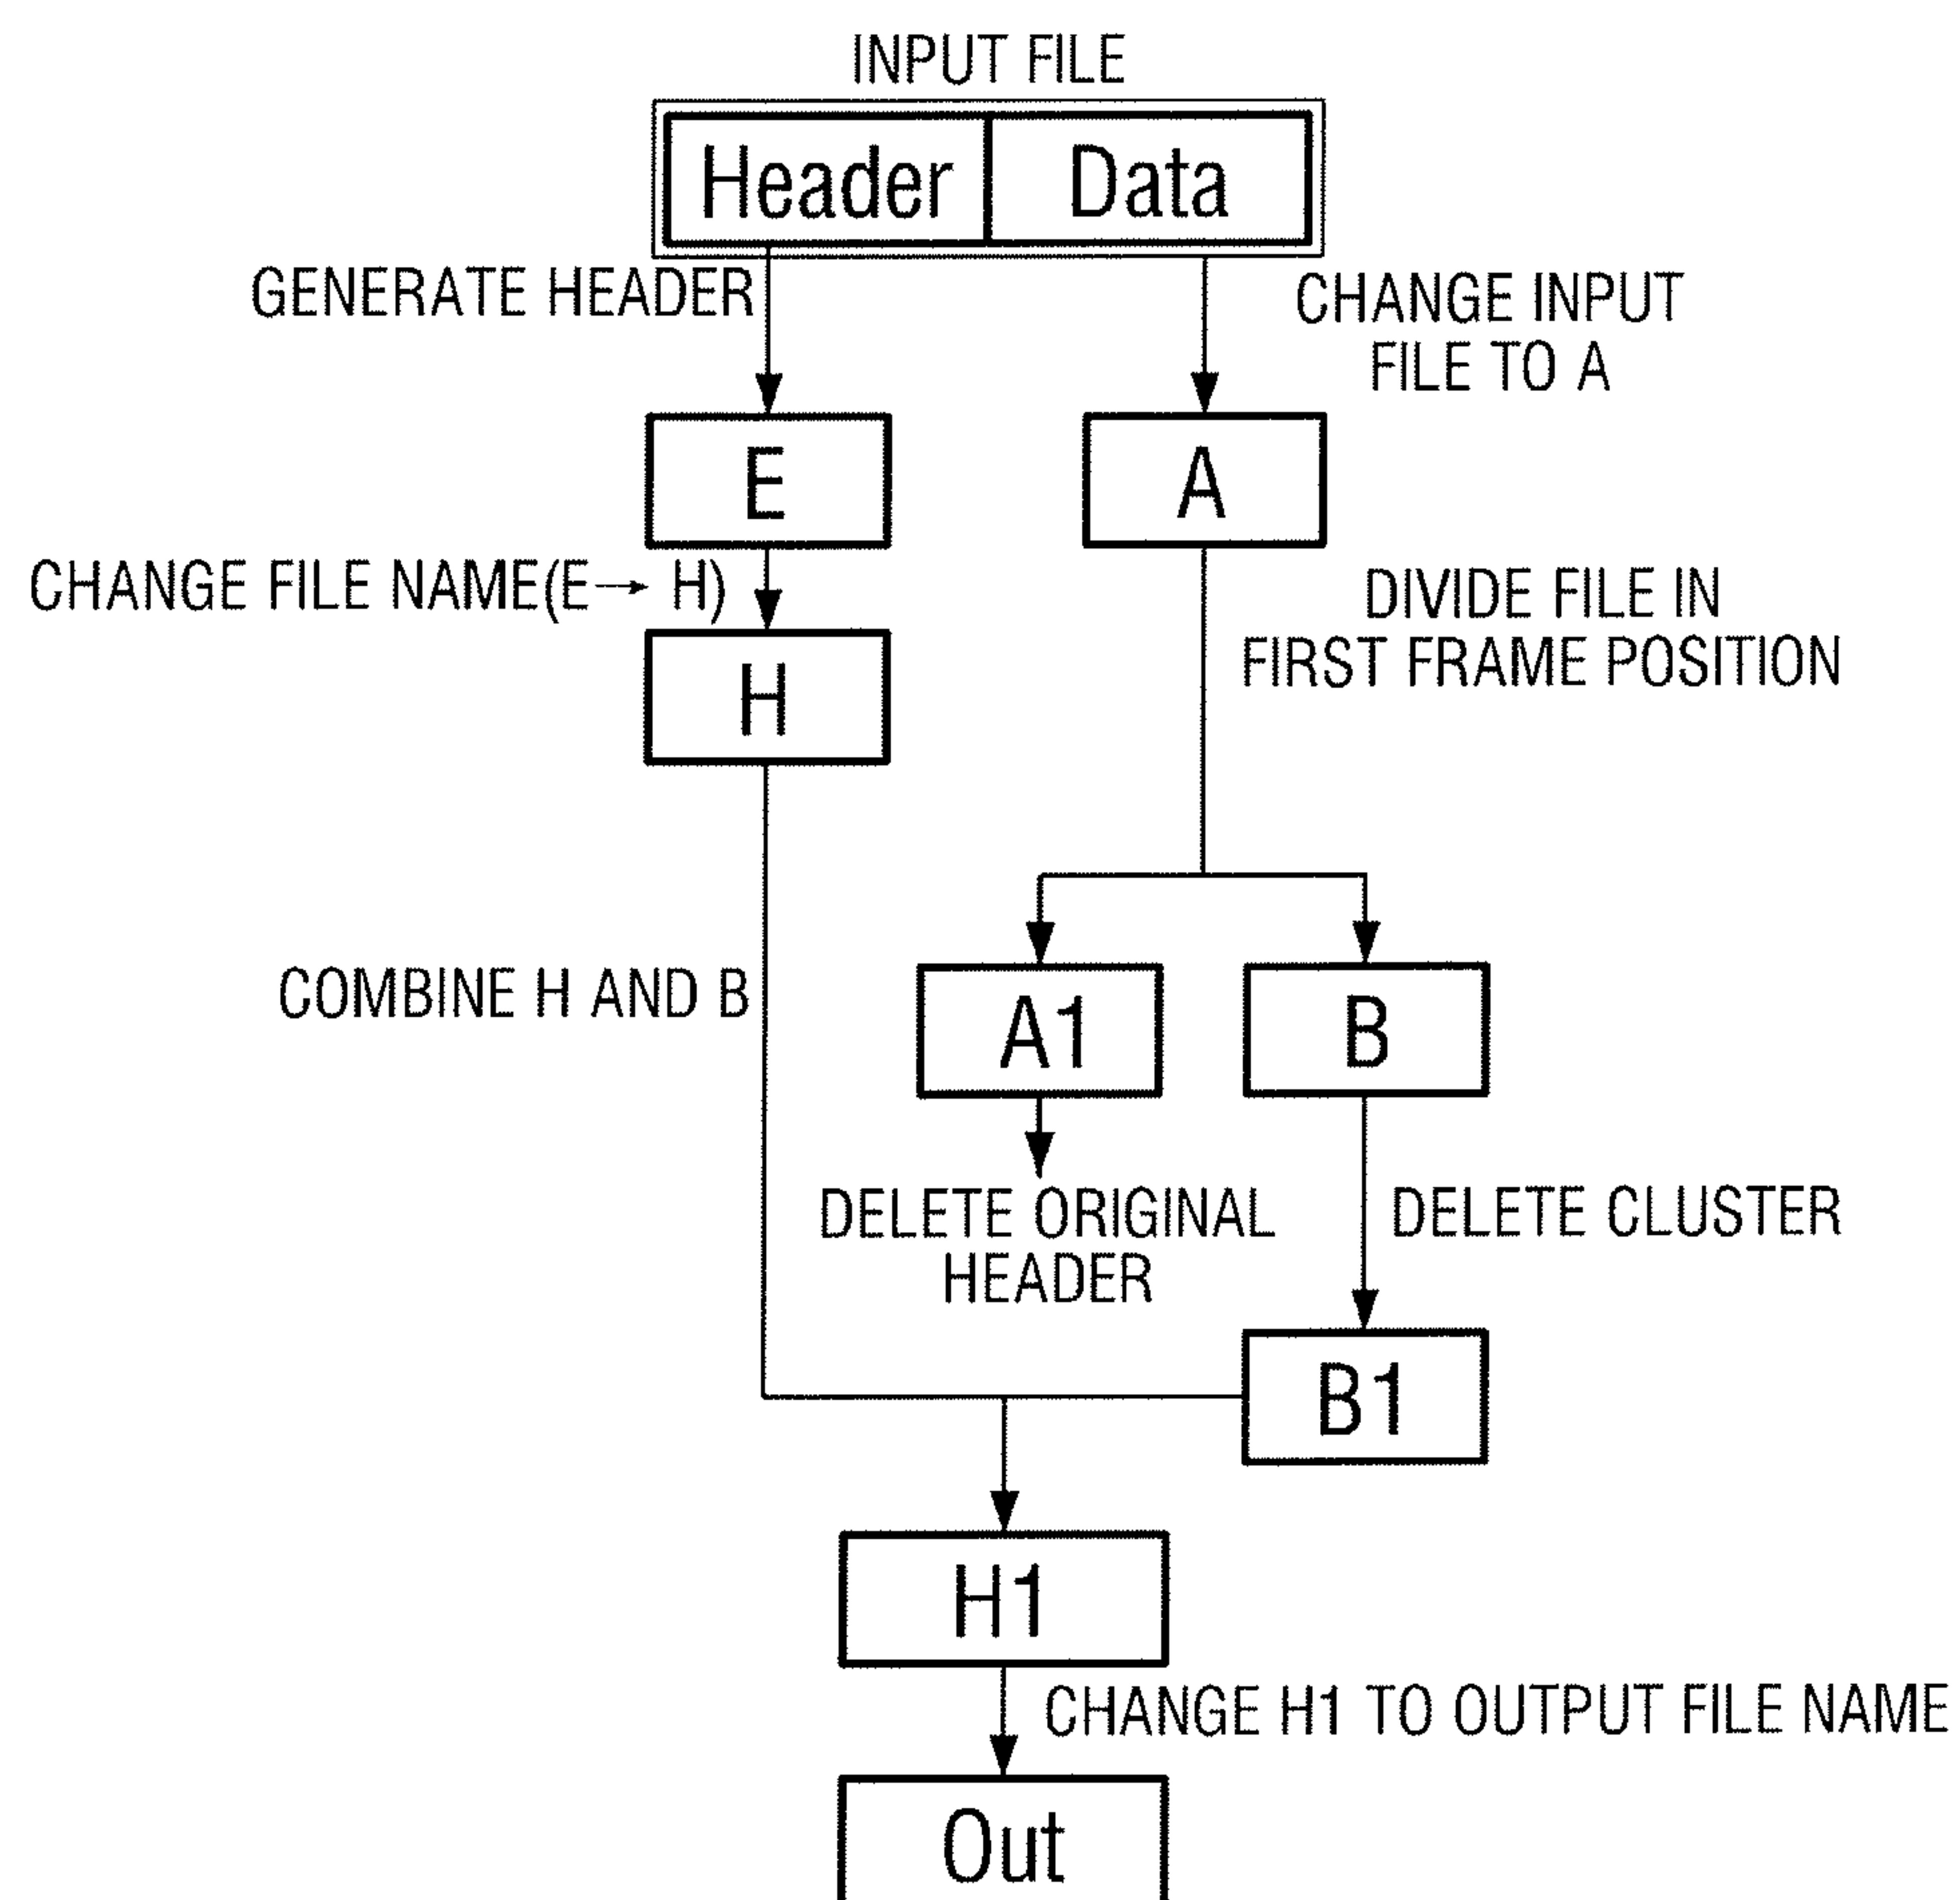 INPUT FILE
Header Data
GENERATE HEADER
CHANGE INPUT
FILE TO A
E
A
CHANGE FILE NAME(E→ H)
DIVIDE FILE IN
FIRST FRAME POSITION
H
COMBINE H AND B
A1
B
DELETE ORIGINAL
HEADER
DELETE CLUSTER
B1
H1
CHANGE H1 TO OUTPUT FILE NAME
Out